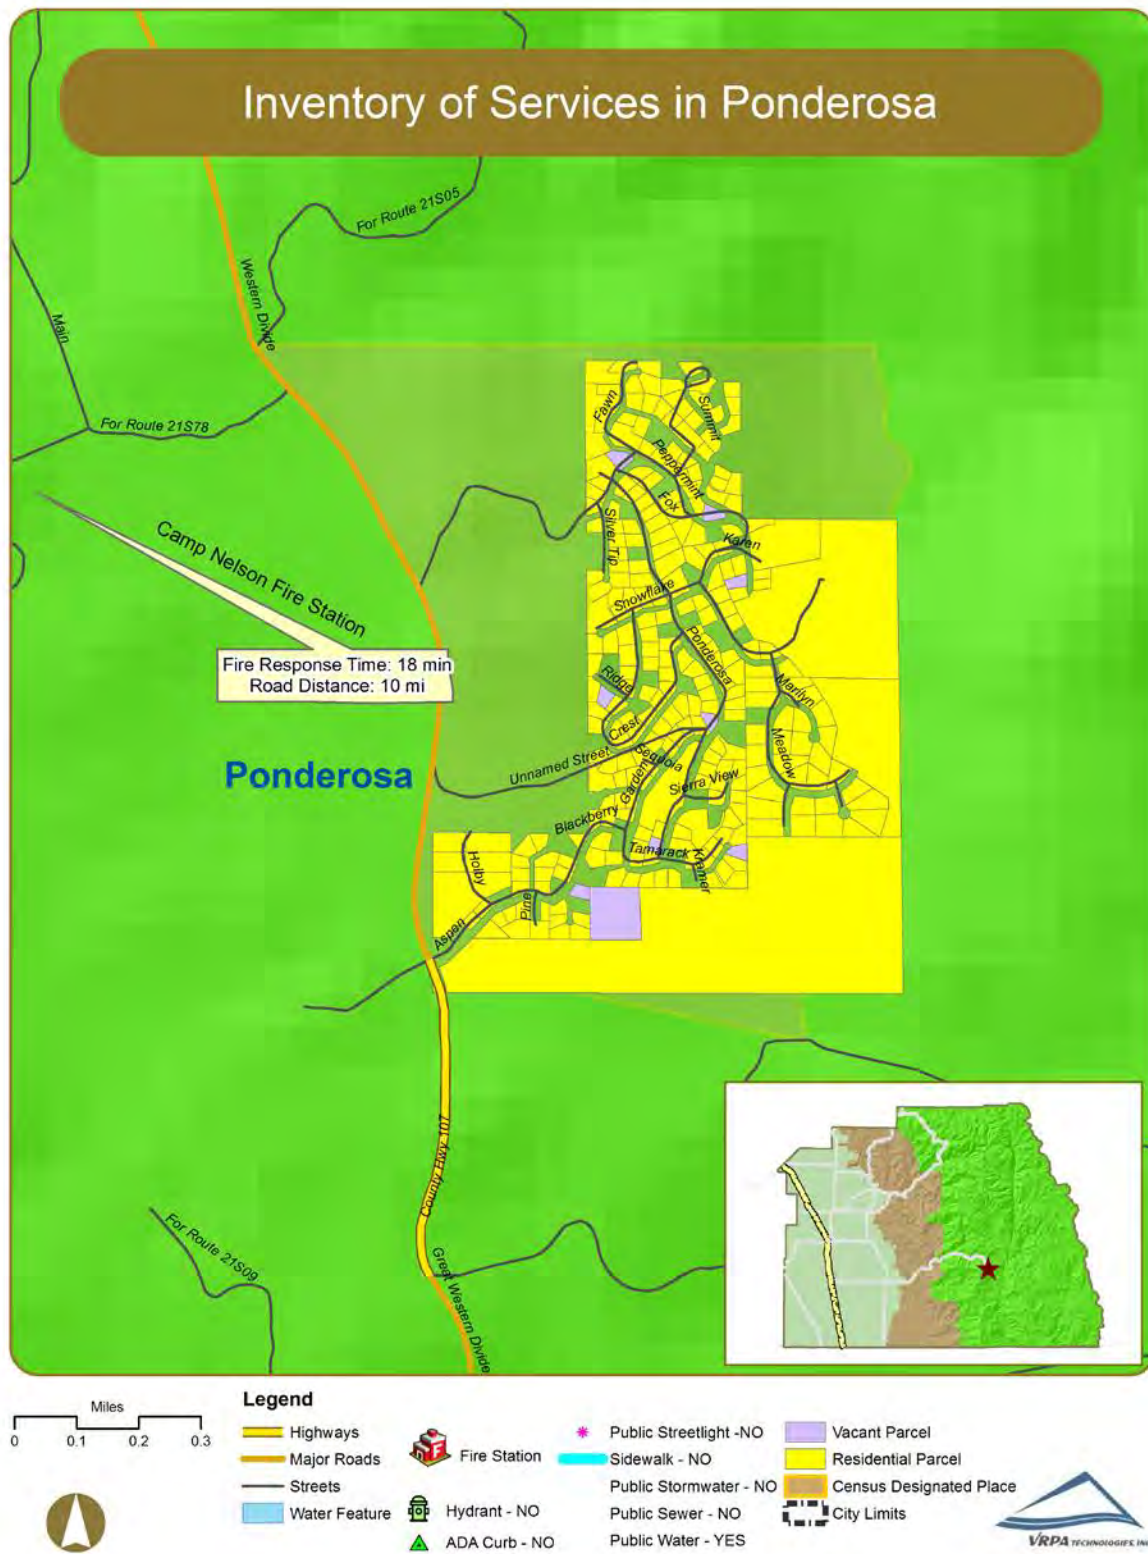 Inventory of Services in Ponderosa
For Route 21S05
Western Divide
Main
For Route 21S78
Fawn
Summit
Peppermint
Fox
Silver Tip
Karen
Camp Nelson Fire Station
Snowflake
Fire Response Time: 18 min
Road Distance: 10 mi
Ponderosa
Ridge
Marilyn
Crest
Meadow
Unnamed Street
Sequoia
Ponderosa
Sierra View
Garden
Blackberry
Tamarack
Kramer
Holby
Pine
Aspen
County Hwy 107
For Route 21S09
Great Western Divide
Miles
0 0.1 0.2 0.3
Legend
Highways
Major Roads
Streets
Water Feature
Fire Station
Hydrant - NO
ADA Curb - NO
Public Streetlight -NO
Sidewalk - NO
Public Stormwater - NO
Public Sewer - NO
Public Water - YES
Vacant Parcel
Residential Parcel
Census Designated Place
City Limits
VRPA TECHNOLOGIES, INC